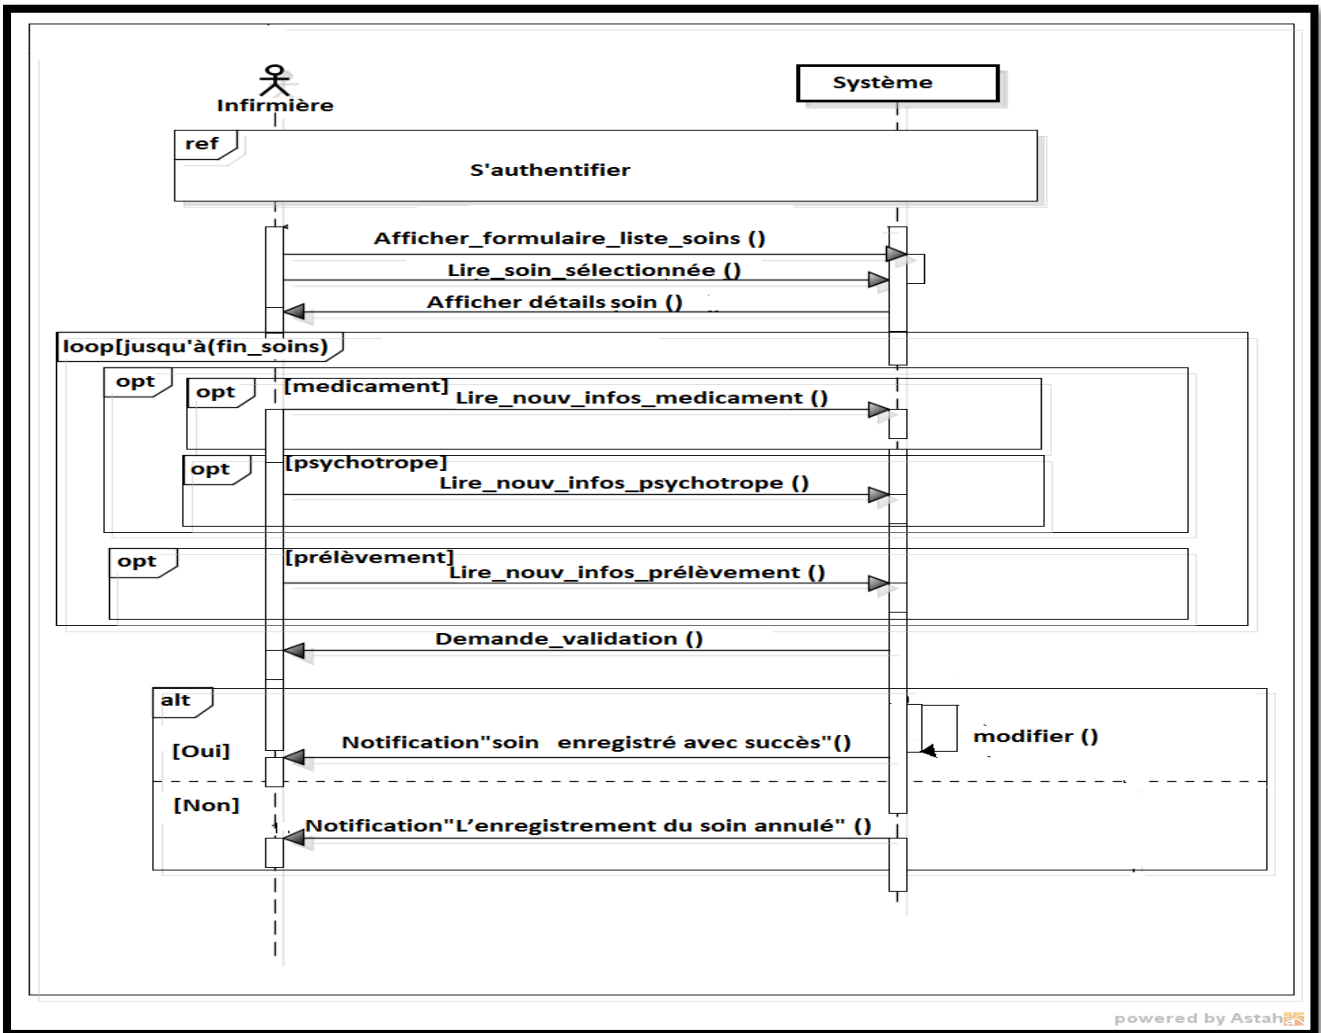 Infirmière
Système
ref
S'authentifier
Afficher_formulaire_liste_soins ()
Lire_soin_sélectionnée ()
Afficher détails soin ()
loop[jusqu'à(fin_soins)
opt
opt
[medicament]
Lire_nouv_infos_medicament ()
opt
[psychotrope]
Lire_nouv_infos_psychotrope ()
opt
[prélèvement]
Lire_nouv_infos_prélèvement ()
Demande_validation ()
alt
modifier ()
[Oui]
Notification"soin enregistré avec succès"()
[Non]
Notification"L’enregistrement du soin annulé" ()
powered by Astah